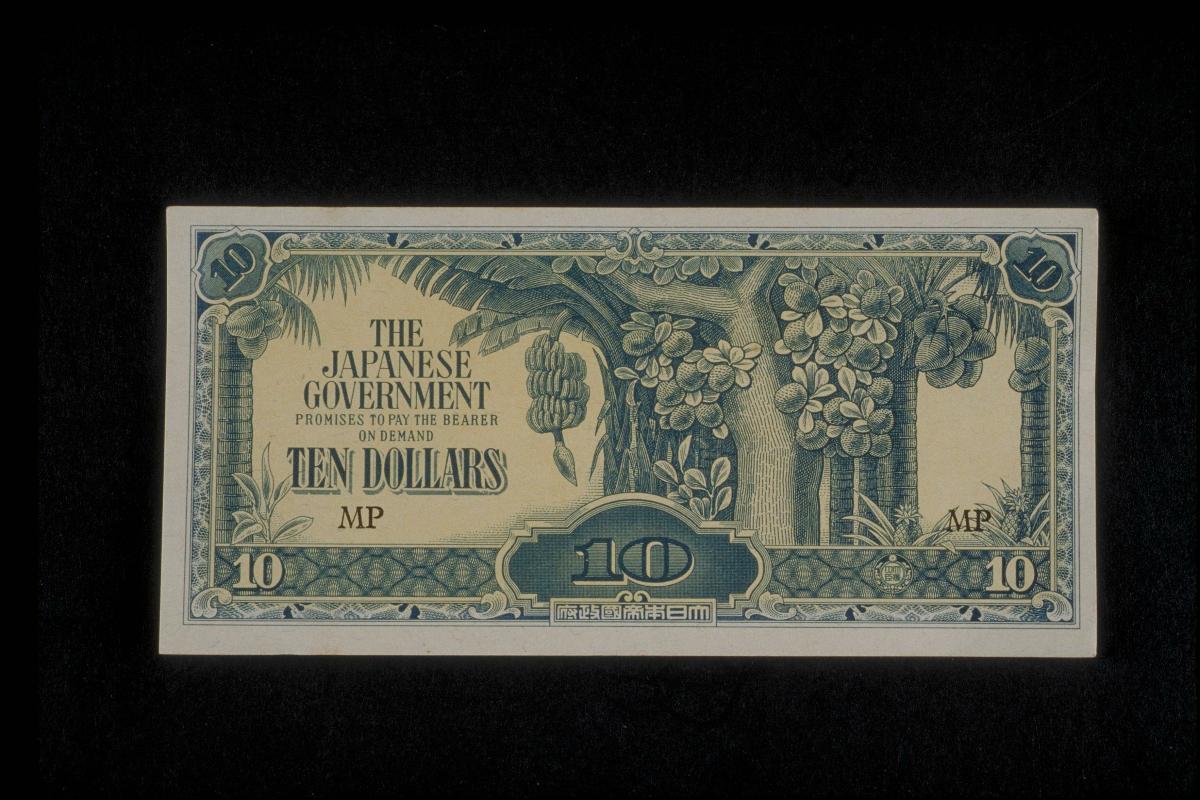 10
10
THE
JAPANESE
GOVERNMENT
PROMISES TO PAY THE BEARER
ON DEMAND
TEN DOLLARS
MP
MP
10
10
10
府政國帝本日大